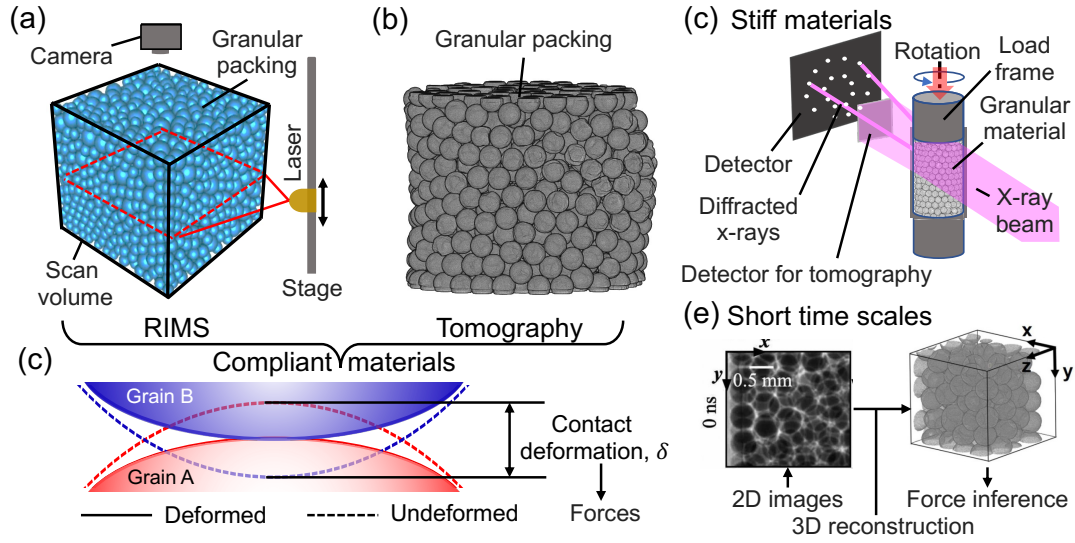 (a)
Camera
Granular
packing
Laser
Scan
volume
Stage
RIMS
(b)
Granular packing
Tomography
Compliant materials
(c)
Grain B
Grain A
Contact
deformation, δ
Forces
Deformed
Undeformed
(c) Stiff materials
Rotation
Load
frame
Granular
material
Detector
Diffracted
x-rays
X-ray
beam
Detector for tomography
(e) Short time scales
x
y
0.5 mm
0 ns
x
z
y
2D images
3D reconstruction
Force inference